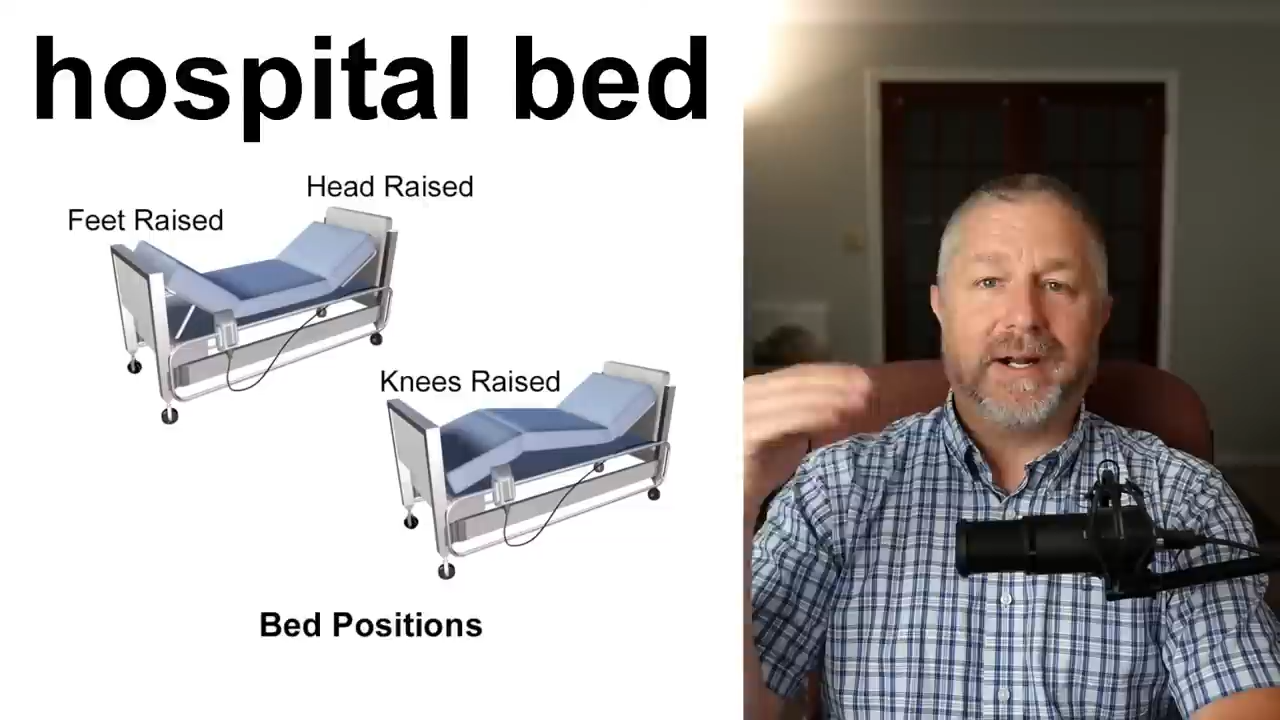 hospital bed
Head Raised
Feet Raised
Knees Raised
Bed Positions